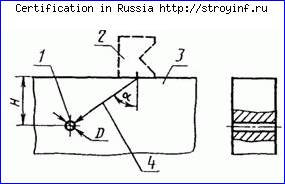 Certification in Russia http://stroyinf.ru
1
2
3
H
α
D
4